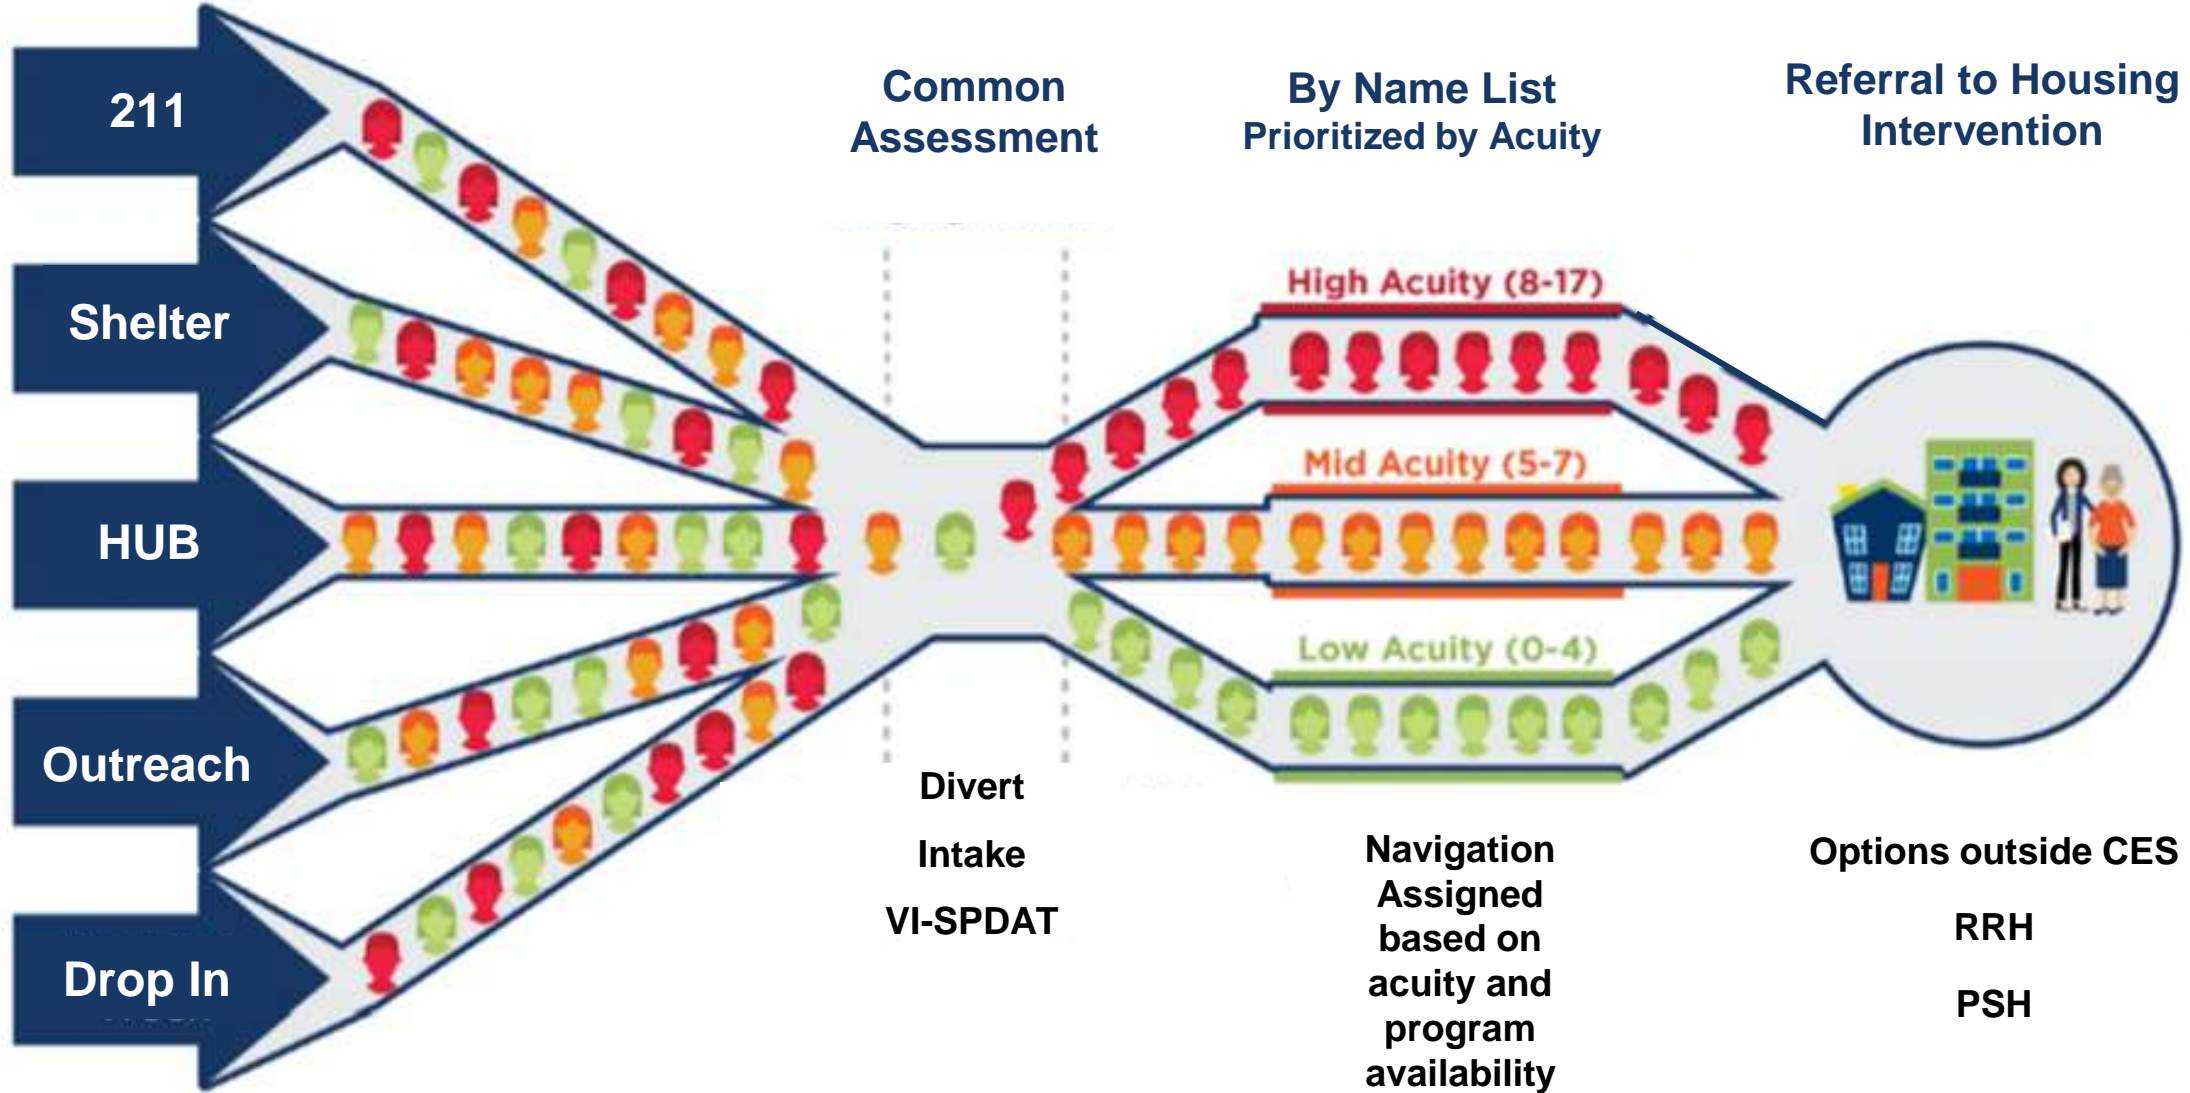 211
Shelter
HUB
Outreach
Drop In
Common
Assessment
By Name List
Prioritized by Acuity
Referral to Housing
Intervention
High Acuity (8-17)
Mid Acuity (5-7)
Low Acuity (0-4)
Divert
Intake
VI-SPDAT
Navigation
Assigned
based on
acuity and
program
availability
Options outside CES
RRH
PSH